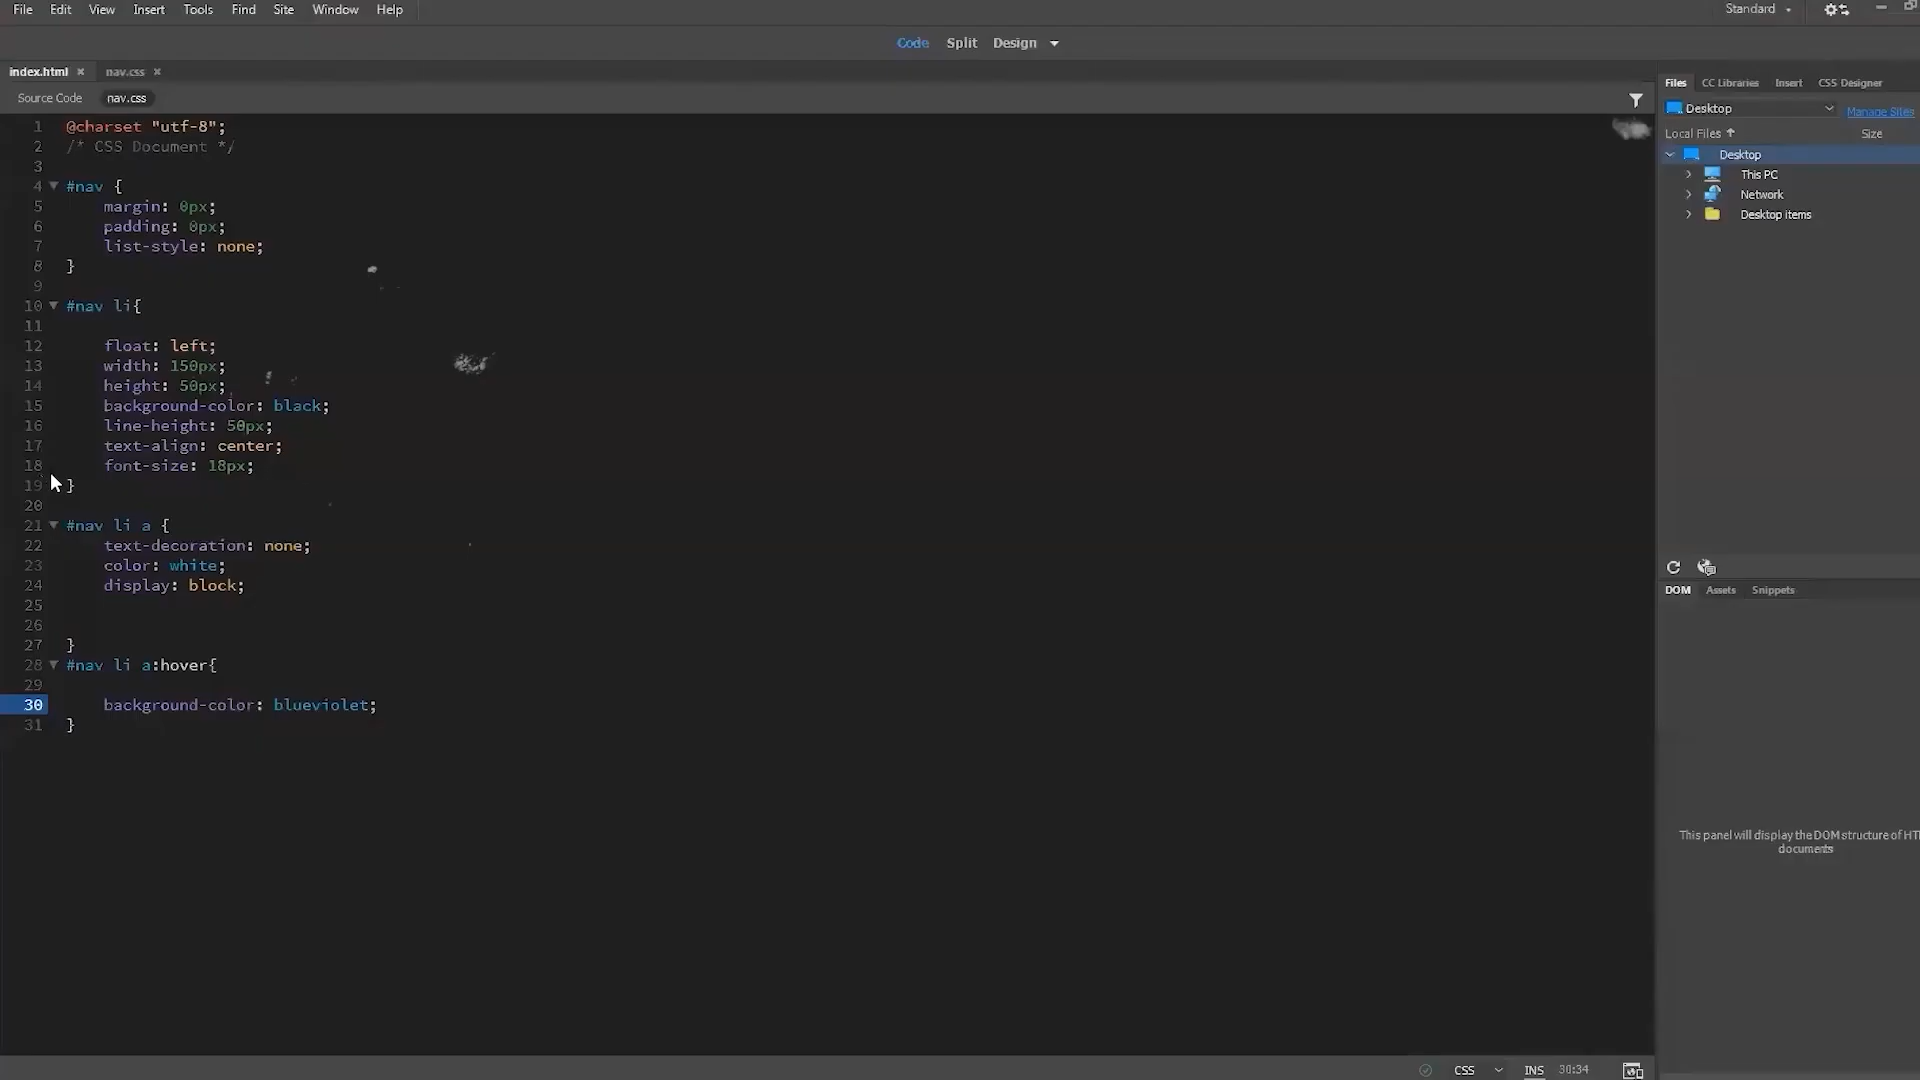 File Edit View Insert Tools Find Site Window Help
Standard
Code Split Design
index.html × nav.css ×
Source Code nav.css
1 @charset "utf-8";
2 /* CSS Document */
3
4 #nav {
5 margin: 0px;
6 padding: 0px;
7 list-style: none;
8 }
9
10 #nav li{
11
12 float: left;
13 width: 150px;
14 height: 50px;
15 background-color: black;
16 line-height: 50px;
17 text-align: center;
18 font-size: 18px;
19 }
20
21 #nav li a {
22 text-decoration: none;
23 color: white;
24 display: block;
25
26
27 }
28 #nav li a:hover{
29
30 background-color: blueviolet;
31 }
Files CC Libraries Insert CSS Designer
Desktop Manage Sites
Local Files Size
Desktop
This PC
Network
Desktop items
DOM Assets Snippets
This panel will display the DOM structure of HT
documents
CSS INS 30:34